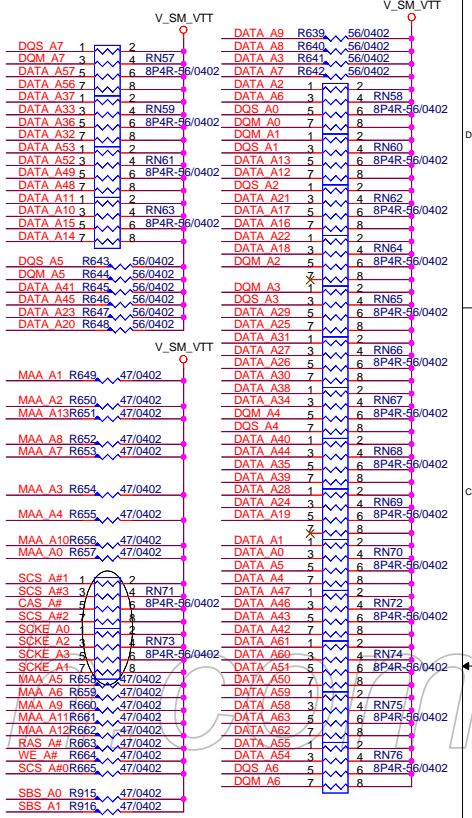 V_SM_VTT
DQS_A7 1 2
DQM_A7 3 4 RN57
DATA_A57 5 6 8P4R-56/0402
DATA_A56 7 8
DATA_A37 1 2
DATA_A33 3 4 RN59
DATA_A36 5 6 8P4R-56/0402
DATA_A32 7 8
DATA_A53 1 2
DATA_A52 3 4 RN61
DATA_A49 5 6 8P4R-56/0402
DATA_A48 7 8
DATA_A11 1 2
DATA_A10 3 4 RN63
DATA_A15 5 6 8P4R-56/0402
DATA_A14 7 8
DQS_A5 R643 56/0402
DQM_A5 R644 56/0402
DATA_A41 R645 56/0402
DATA_A45 R646 56/0402
DATA_A23 R647 56/0402
DATA_A20 R648 56/0402
V_SM_VTT
MAA_A1 R649 47/0402
MAA_A2 R650 47/0402
MAA_A13 R651 47/0402
MAA_A8 R652 47/0402
MAA_A7 R653 47/0402
MAA_A3 R654 47/0402
MAA_A4 R655 47/0402
MAA_A10 R656 47/0402
MAA_A0 R657 47/0402
SCS_A#1 1 2
SCS_A#3 3 4 RN71
CAS_A# 5 6 8P4R-56/0402
SCS_A#2 7 8
SCKE_A0 1 2
SCKE_A2 3 4 RN73
SCKE_A3 5 6 8P4R-56/0402
SCKE_A1 7 8
MAA_A5 R658 47/0402
MAA_A6 R659 47/0402
MAA_A9 R660 47/0402
MAA_A11 R661 47/0402
MAA_A12 R662 47/0402
RAS_A# R663 47/0402
WE_A# R664 47/0402
SCS_A#0 R665 47/0402
SBS_A0 R915 47/0402
SBS_A1 R916 47/0402
V_SM_VTT
DATA_A9 R639 56/0402
DATA_A8 R640 56/0402
DATA_A3 R641 56/0402
DATA_A7 R642 56/0402
DATA_A2 1 2
DATA_A6 3 4 RN58
DQS_A0 5 6 8P4R-56/0402
DQM_A0 7 8
DQM_A1 1 2
DQS_A1 3 4 RN60
DATA_A13 5 6 8P4R-56/0402
DATA_A12 7 8
DQS_A2 1 2
DATA_A21 3 4 RN62
DATA_A17 5 6 8P4R-56/0402
DATA_A16 7 8
DATA_A22 1 2
DATA_A18 3 4 RN64
DQM_A2 5 6 8P4R-56/0402
7 8
DQM_A3 1 2
DQS_A3 3 4 RN65
DATA_A29 5 6 8P4R-56/0402
DATA_A25 7 8
DATA_A31 1 2
DATA_A27 3 4 RN66
DATA_A26 5 6 8P4R-56/0402
DATA_A30 7 8
DATA_A38 1 2
DATA_A34 3 4 RN67
DQM_A4 5 6 8P4R-56/0402
DQS_A4 7 8
DATA_A40 1 2
DATA_A44 3 4 RN68
DATA_A35 5 6 8P4R-56/0402
DATA_A39 7 8
DATA_A28 1 2
DATA_A24 3 4 RN69
DATA_A19 5 6 8P4R-56/0402
7 8
DATA_A1 1 2
DATA_A0 3 4 RN70
DATA_A5 5 6 8P4R-56/0402
DATA_A4 7 8
DATA_A47 1 2
DATA_A46 3 4 RN72
DATA_A43 5 6 8P4R-56/0402
DATA_A42 7 8
DATA_A61 1 2
DATA_A60 3 4 RN74
DATA_A51 5 6 8P4R-56/0402
DATA_A50 7 8
DATA_A59 1 2
DATA_A58 3 4 RN75
DATA_A63 5 6 8P4R-56/0402
DATA_A62 7 8
DATA_A55 1 2
DATA_A54 3 4 RN76
DQS_A6 5 6 8P4R-56/0402
DQM_A6 7 8
D
C